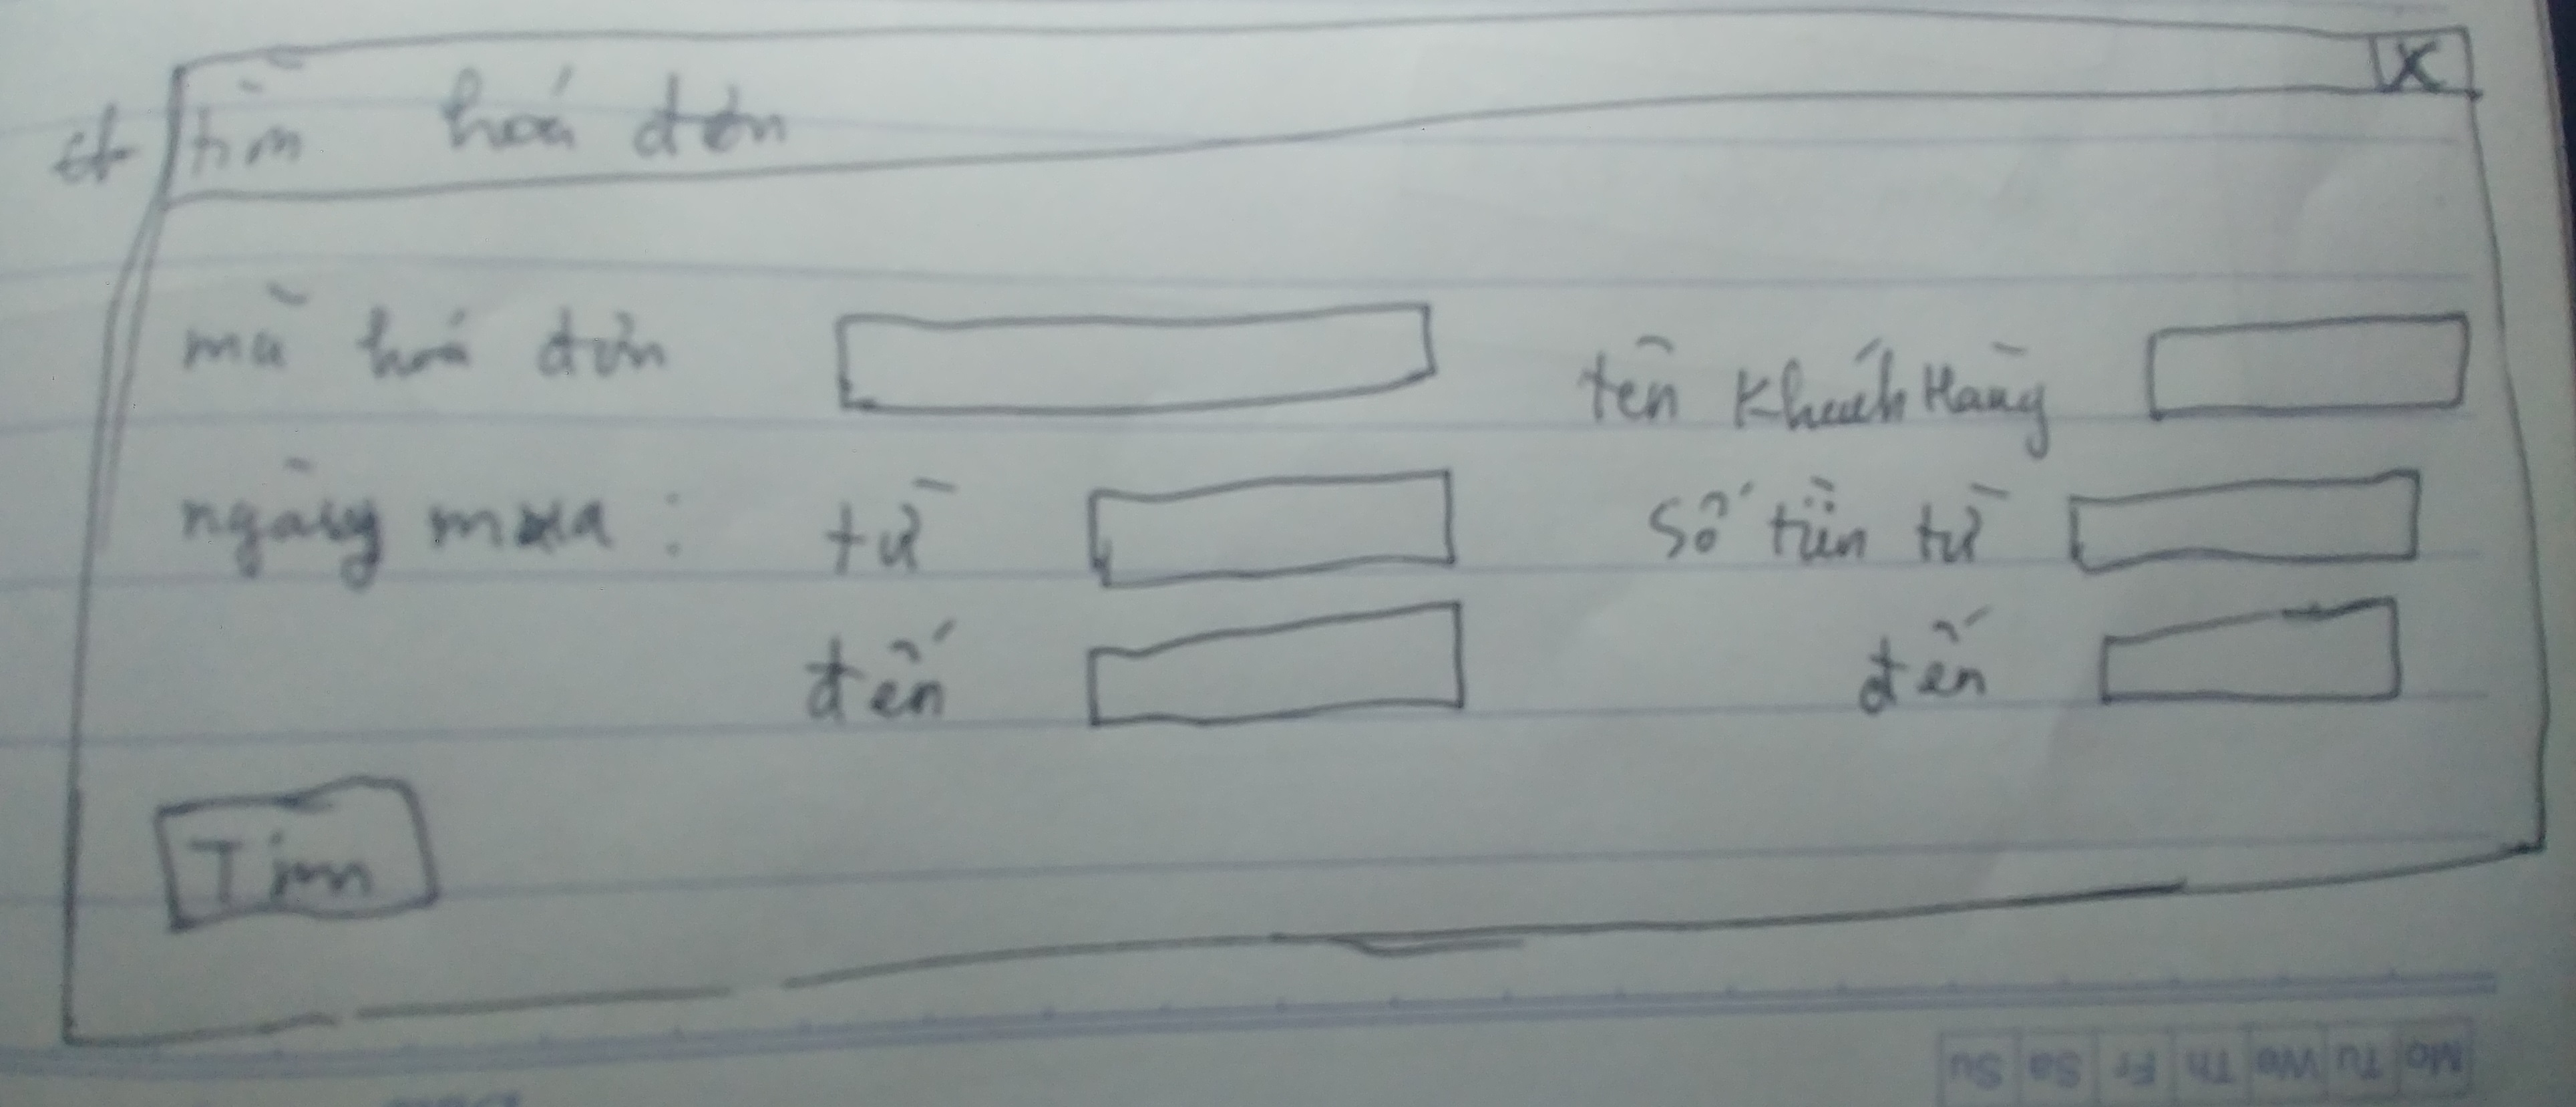 tìm hoá đơn X
mã hoá đơn tên Khách Hàng
ngày mua : từ số tiền từ
đến đến
Tìm
Mo Tu We Th Fr Sa Su